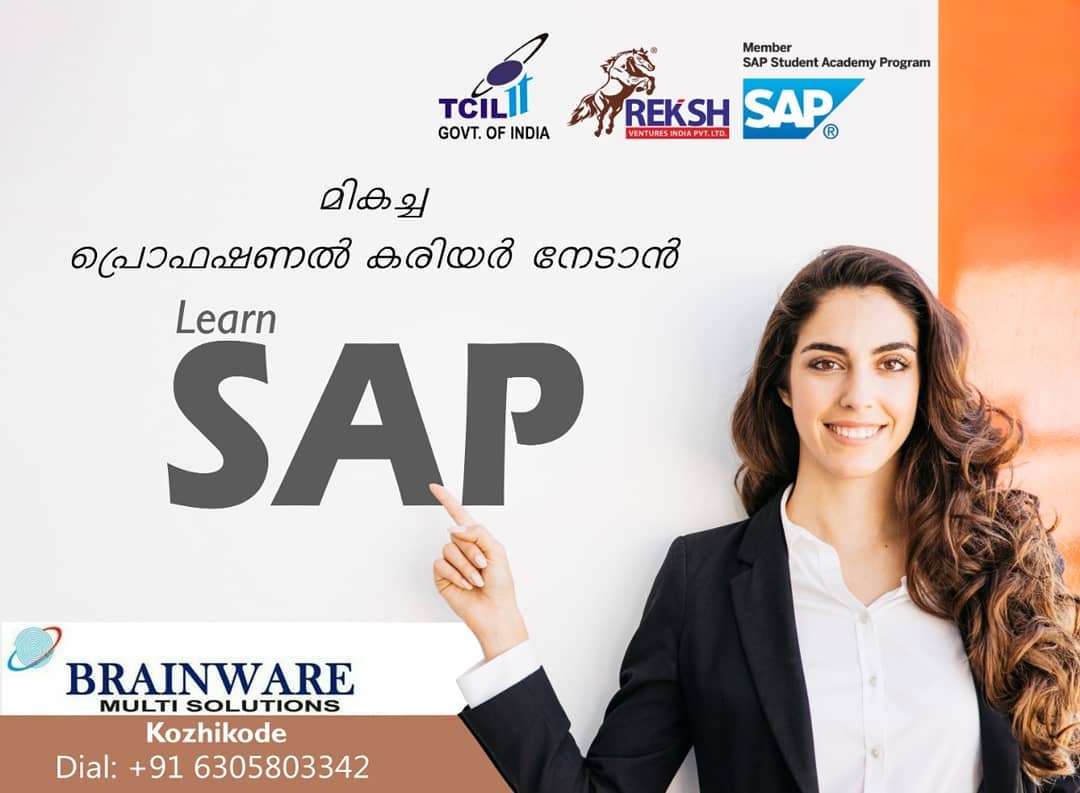 TCIL IT
GOVT. OF INDIA
REKSH®
VENTURES INDIA PVT. LTD.
Member
SAP Student Academy Program
SAP®
മികച്ച
പ്രൊഫഷണൽ കരിയർ നേടാൻ
Learn
SAP
BRAINWARE
MULTI SOLUTIONS
Kozhikode
Dial: +91 6305803342